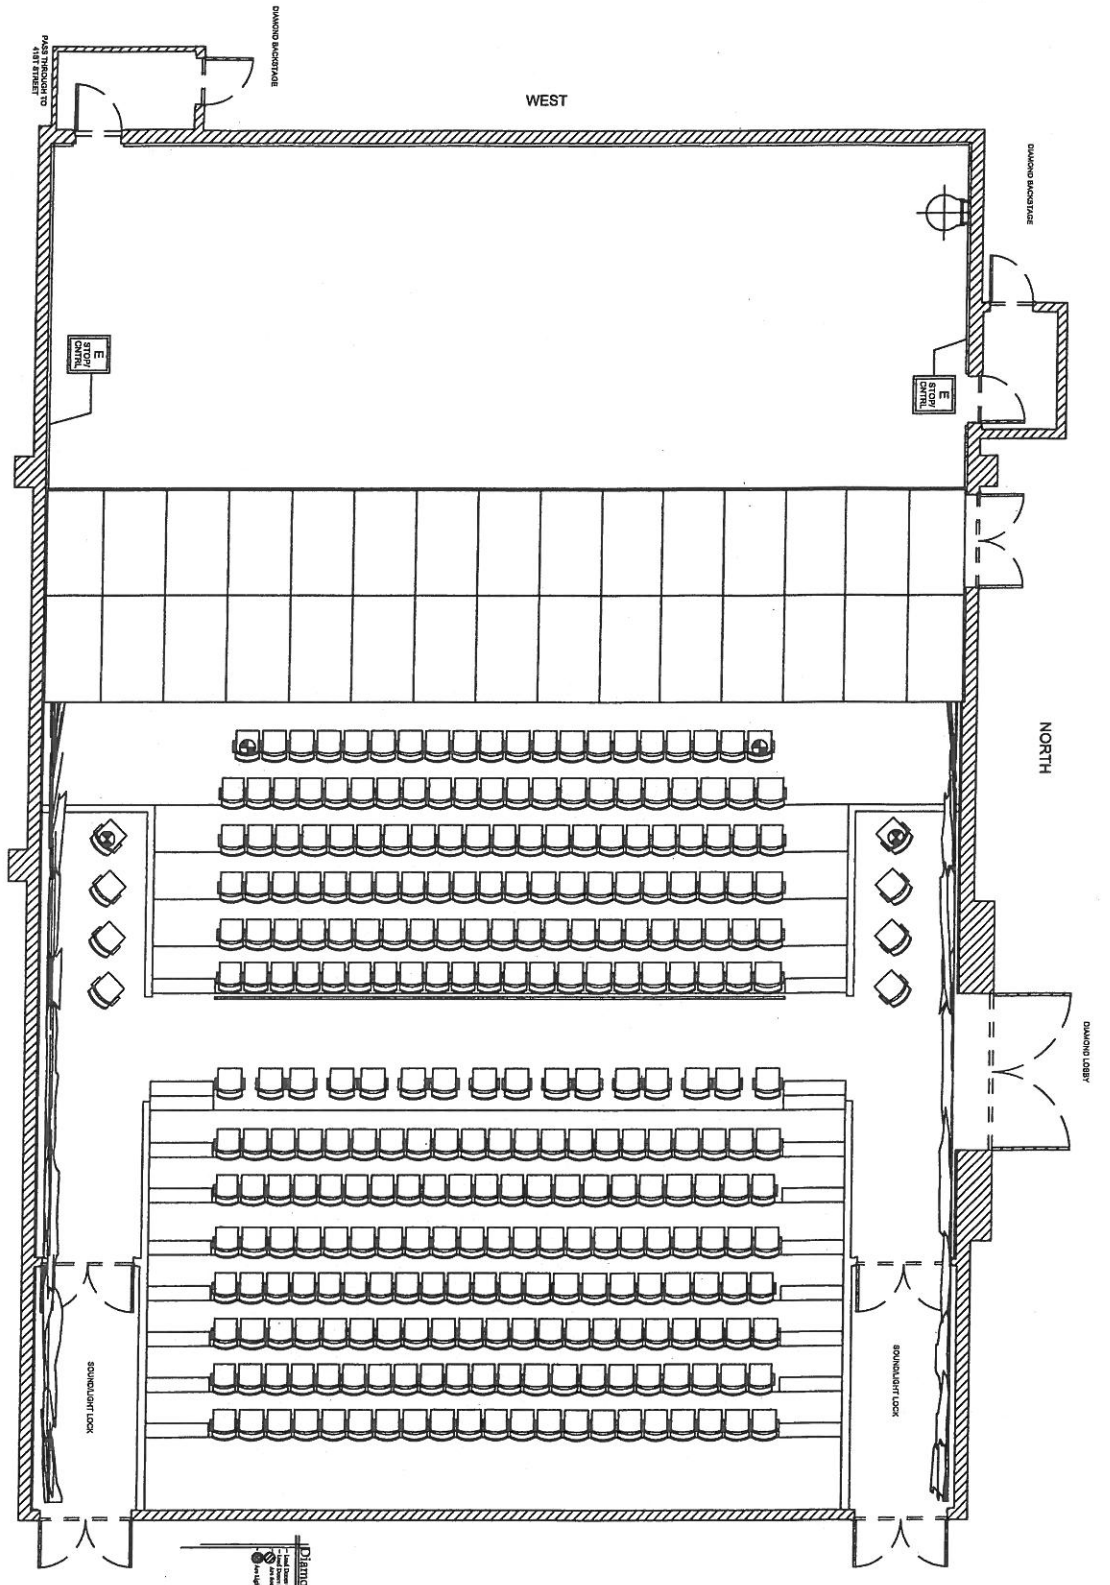 DIAMOND BACKSTAGE
PASS THROUGH TO
41ST STREET
WEST
DIAMOND BACKSTAGE
E
STOP/
CNTRL
E
STOP/
CNTRL
NORTH
DIAMOND LOBBY
SOUND/LIGHT LOCK
SOUND/LIGHT LOCK